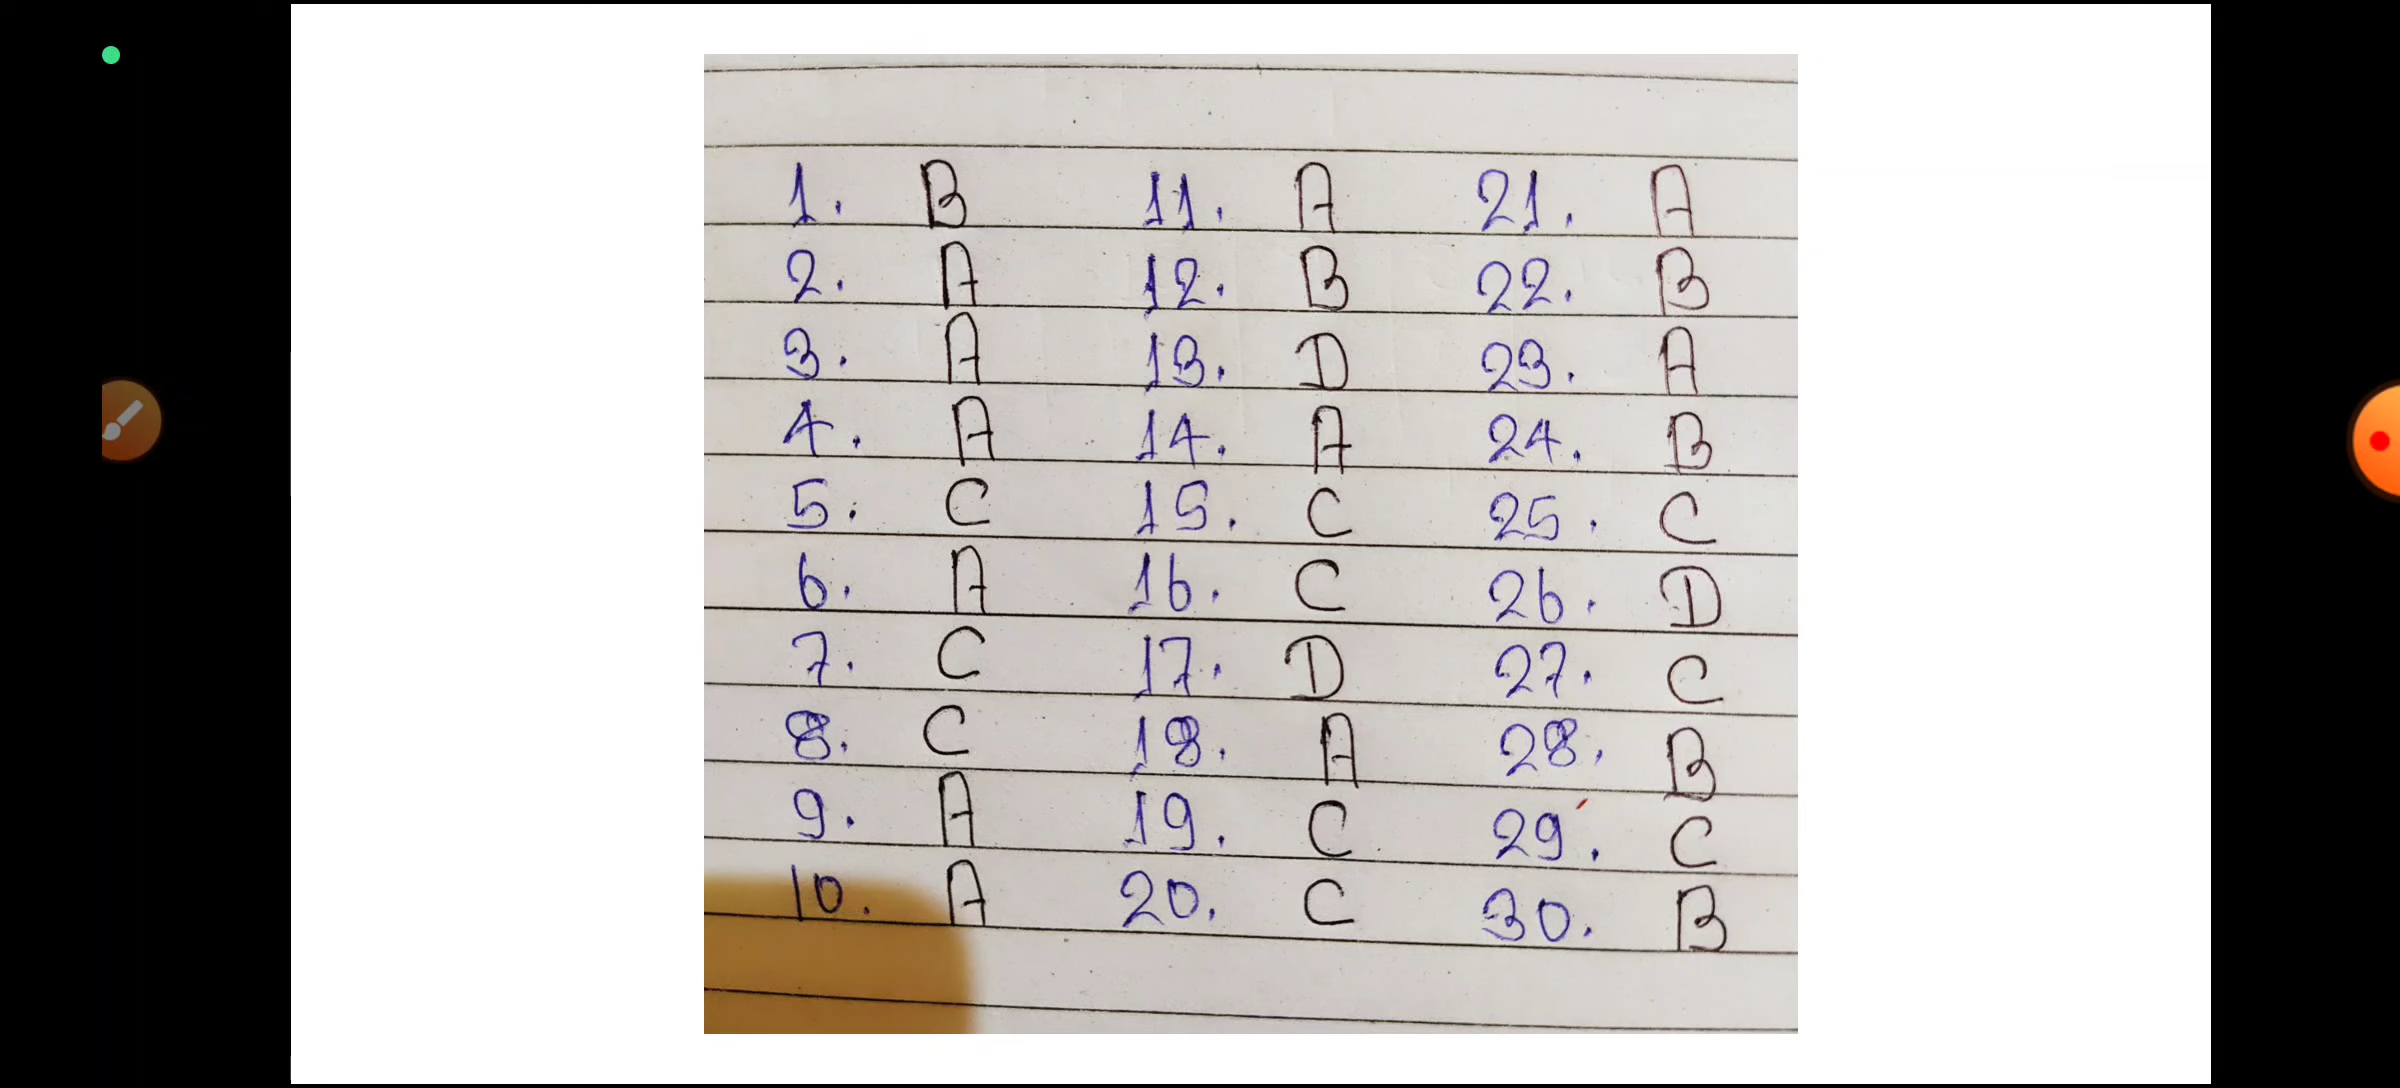 1. B 11. A 21. A
2. A 12. B 22. B
3. A 13. D 23. A
4. A 14. A 24. B
5. C 15. C 25. C
6. A 16. C 26. D
7. C 17. D 27. C
8. C 18. A 28. B
9. A 19. C 29. C
10. A 20. C 30. B